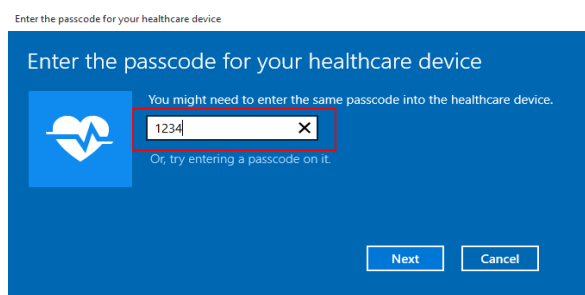 Enter the passcode for your healthcare device
Enter the passcode for your healthcare device
You might need to enter the same passcode into the healthcare device.
1234
Or, try entering a passcode on it.
Next
Cancel